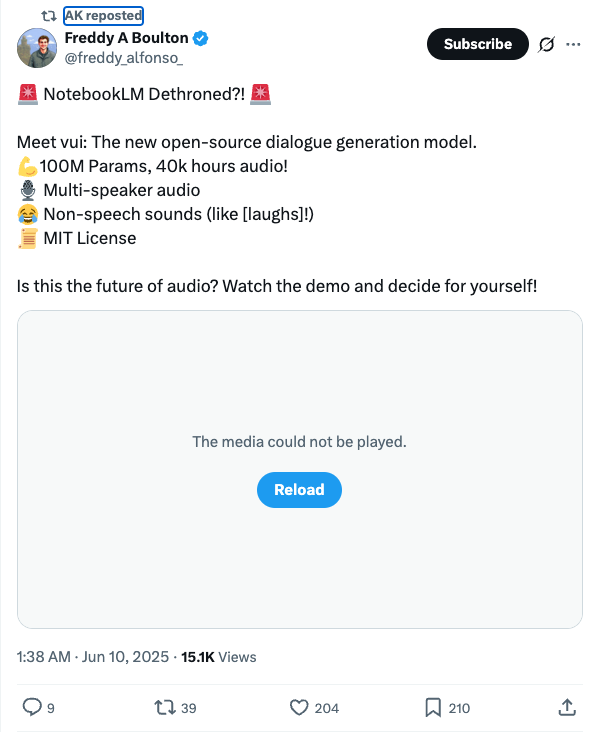 AK reposted
Freddy A Boulton
@freddy_alfonso_
Subscribe
🚨 NotebookLM Dethroned?! 🚨
Meet vui: The new open-source dialogue generation model.
💪100M Params, 40k hours audio!
🎙️ Multi-speaker audio
😂 Non-speech sounds (like [laughs]!)
📜 MIT License
Is this the future of audio? Watch the demo and decide for yourself!
The media could not be played.
Reload
1:38 AM · Jun 10, 2025 · 15.1K Views
9 39 204 210